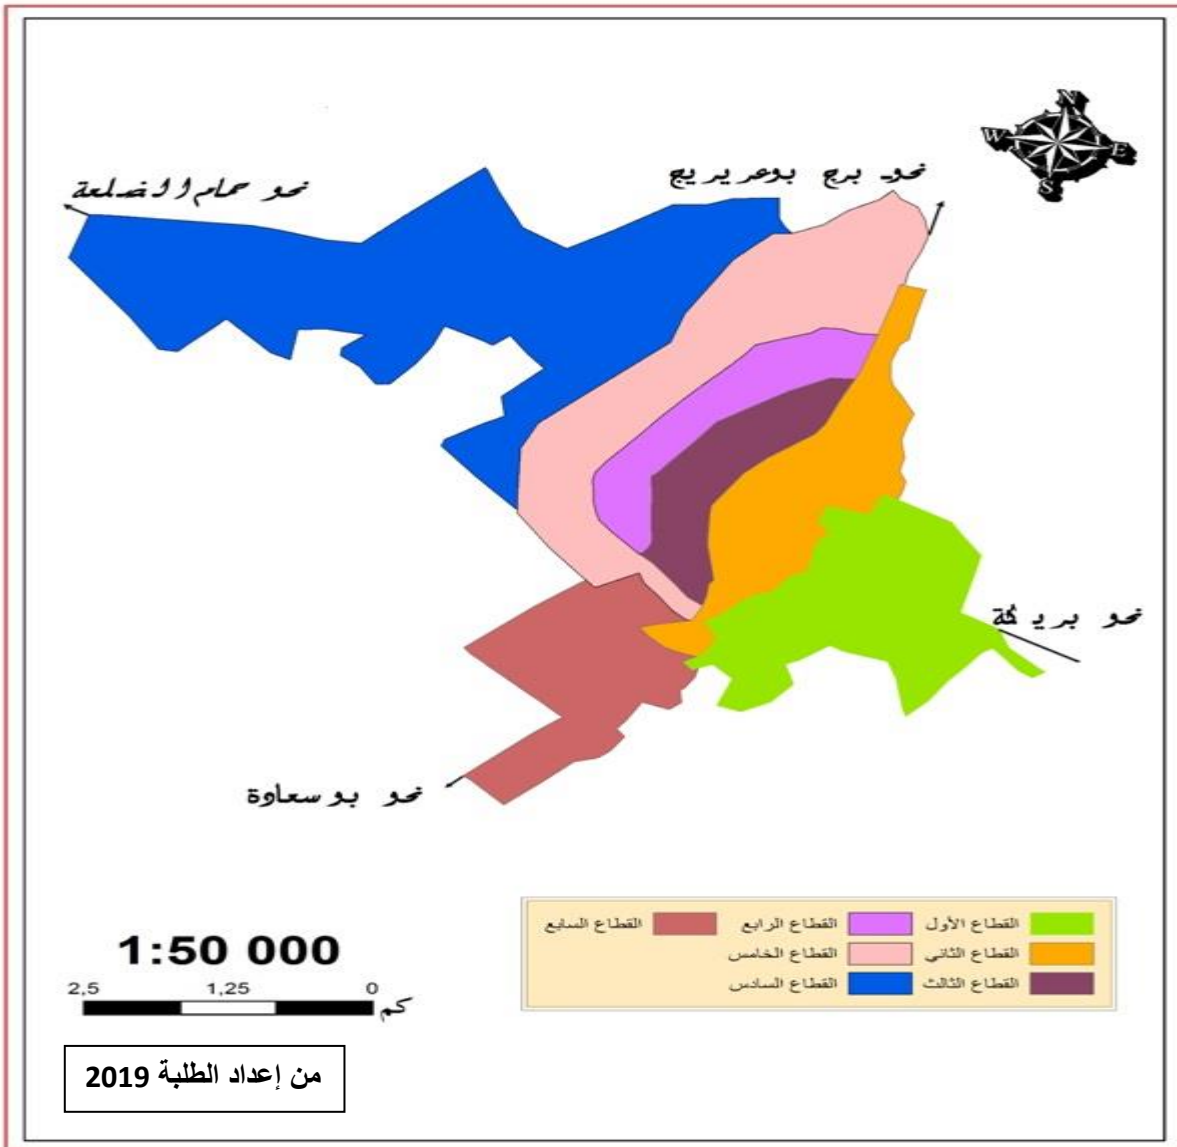 N
W E
S
نحو برج بوعريريج
نحو حمام الضلعة
نحو بريكة
نحو بوسعادة
القطاع الأول
القطاع الرابع
القطاع السابع
القطاع الثاني
القطاع الخامس
القطاع الثالث
القطاع السادس
1:50 000
2,5 1,25 0
كم
من إعداد الطلبة 2019